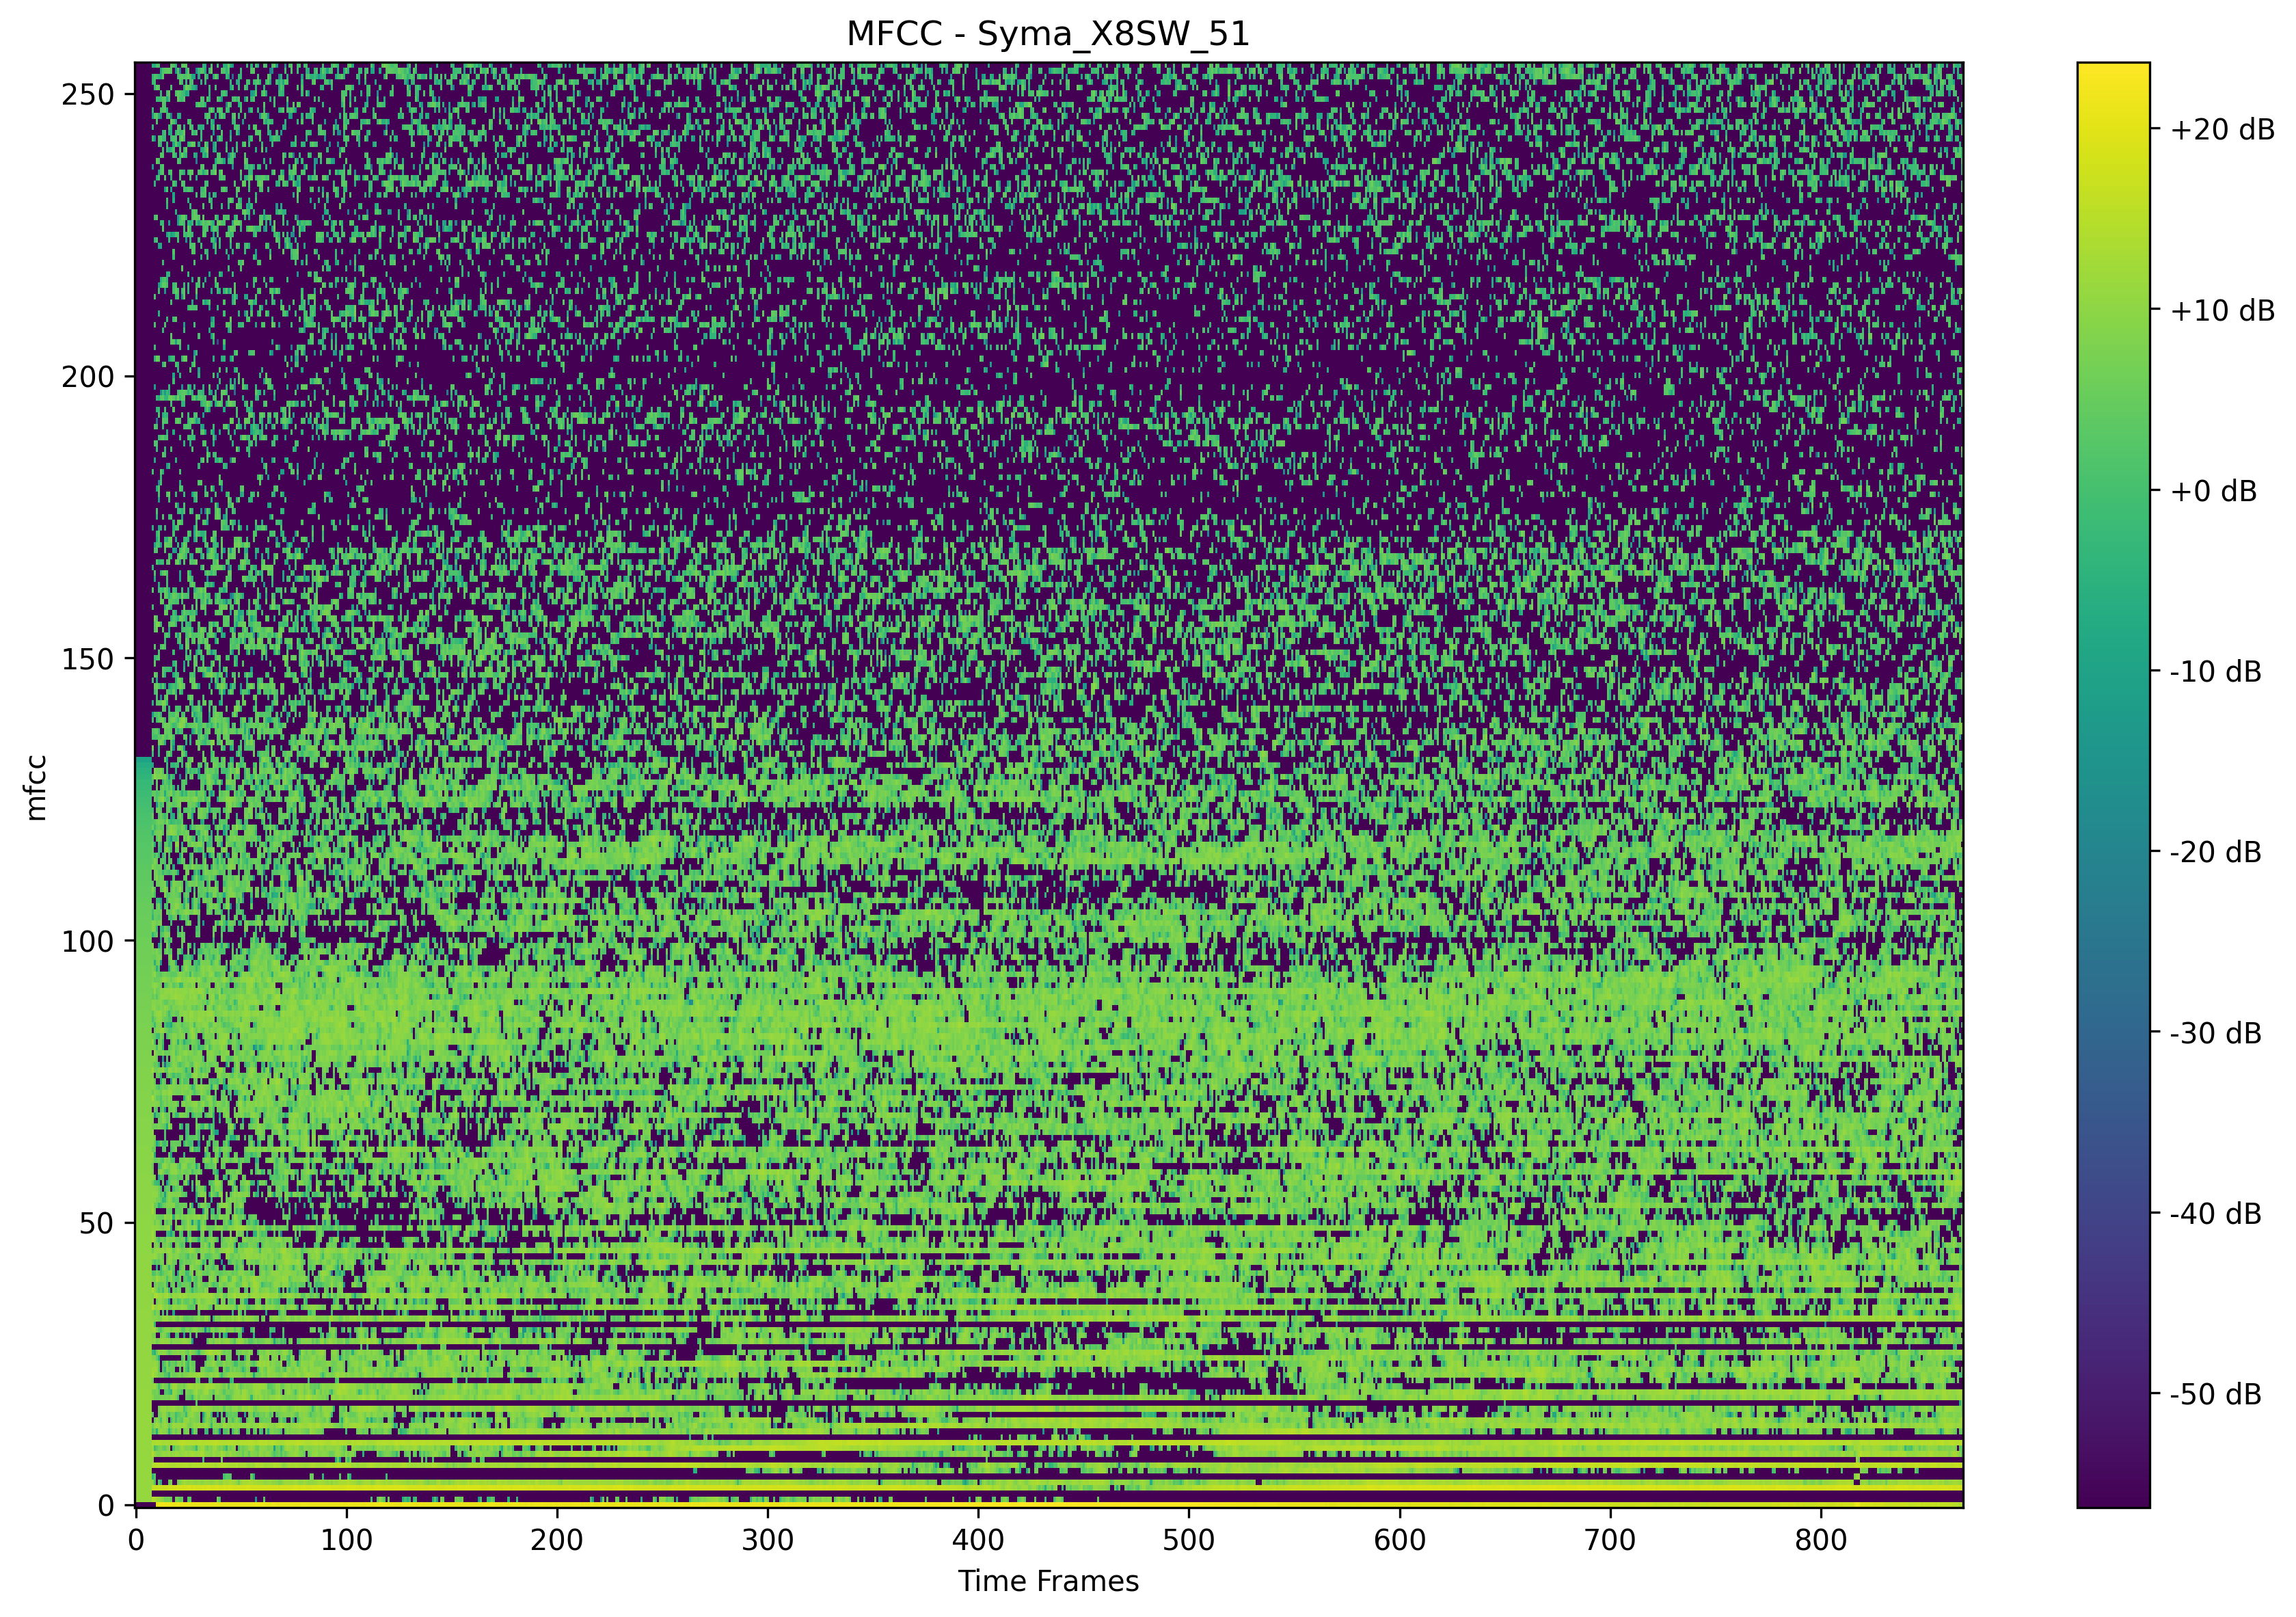 MFCC - Syma_X8SW_51
250
200
150
100
50
0
mfcc
0 100 200 300 400 500 600 700 800
Time Frames
+20 dB
+10 dB
+0 dB
-10 dB
-20 dB
-30 dB
-40 dB
-50 dB